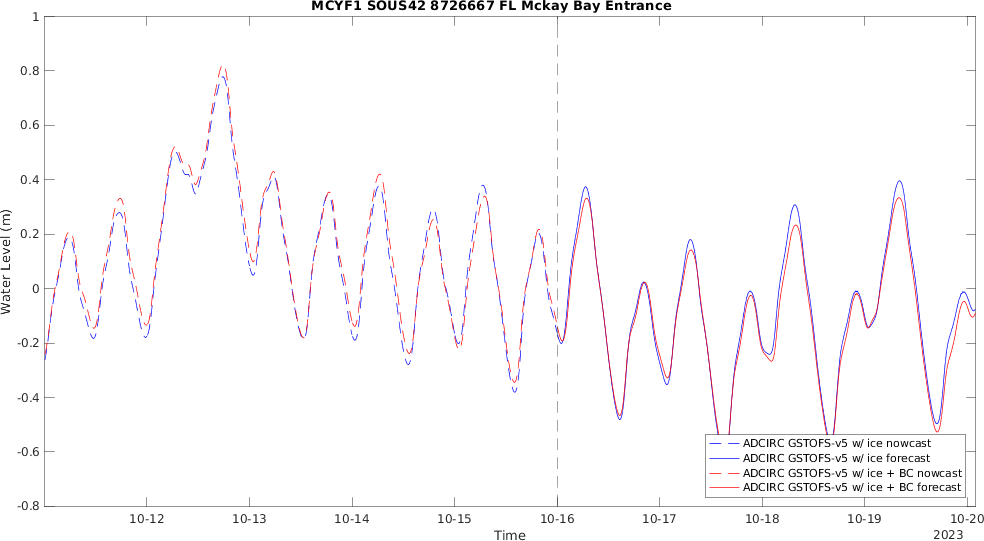 MCYF1 SOUS42 8726667 FL Mckay Bay Entrance
1
0.8
0.6
0.4
0.2
0
-0.2
-0.4
-0.6
-0.8
Water Level (m)
ADCIRC GSTOFS-v5 w/ ice nowcast
ADCIRC GSTOFS-v5 w/ ice forecast
ADCIRC GSTOFS-v5 w/ ice + BC nowcast
ADCIRC GSTOFS-v5 w/ ice + BC forecast
10-12 10-13 10-14 10-15 10-16 10-17 10-18 10-19 10-20
Time
2023